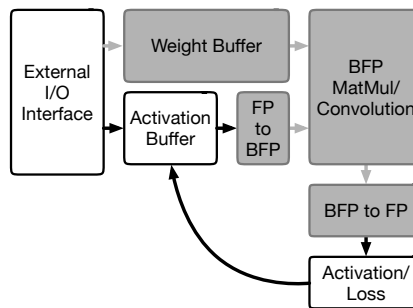 External
I/O
Interface
Weight Buffer
Activation
Buffer
FP
to
BFP
BFP
MatMul/
Convolution
BFP to FP
Activation/
Loss